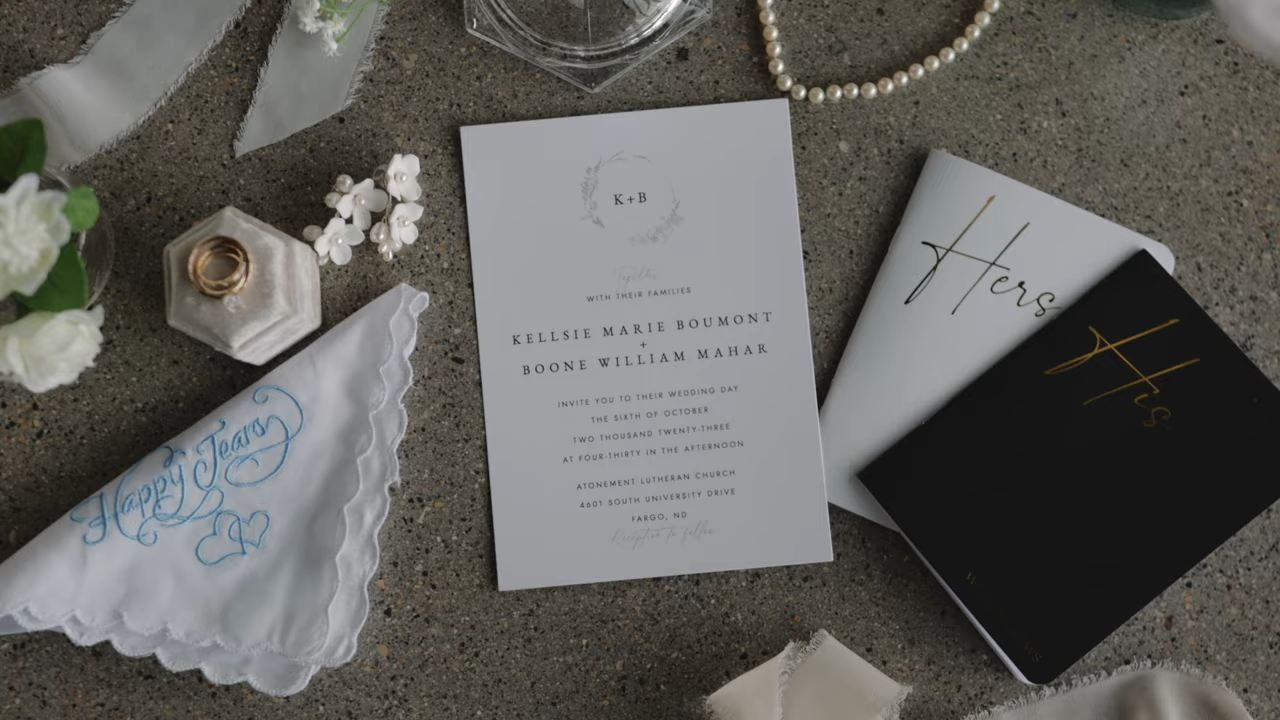 K+B
Together
WITH THEIR FAMILIES
KELLSIE MARIE BOUMONT
+
BOONE WILLIAM MAHAR
INVITE YOU TO THEIR WEDDING DAY
THE SIXTH OF OCTOBER
TWO THOUSAND TWENTY-THREE
AT FOUR-THIRTY IN THE AFTERNOON
ATONEMENT LUTHERAN CHURCH
4601 SOUTH UNIVERSITY DRIVE
FARGO, ND
Reception to follow
Happy Tears
Hers
His